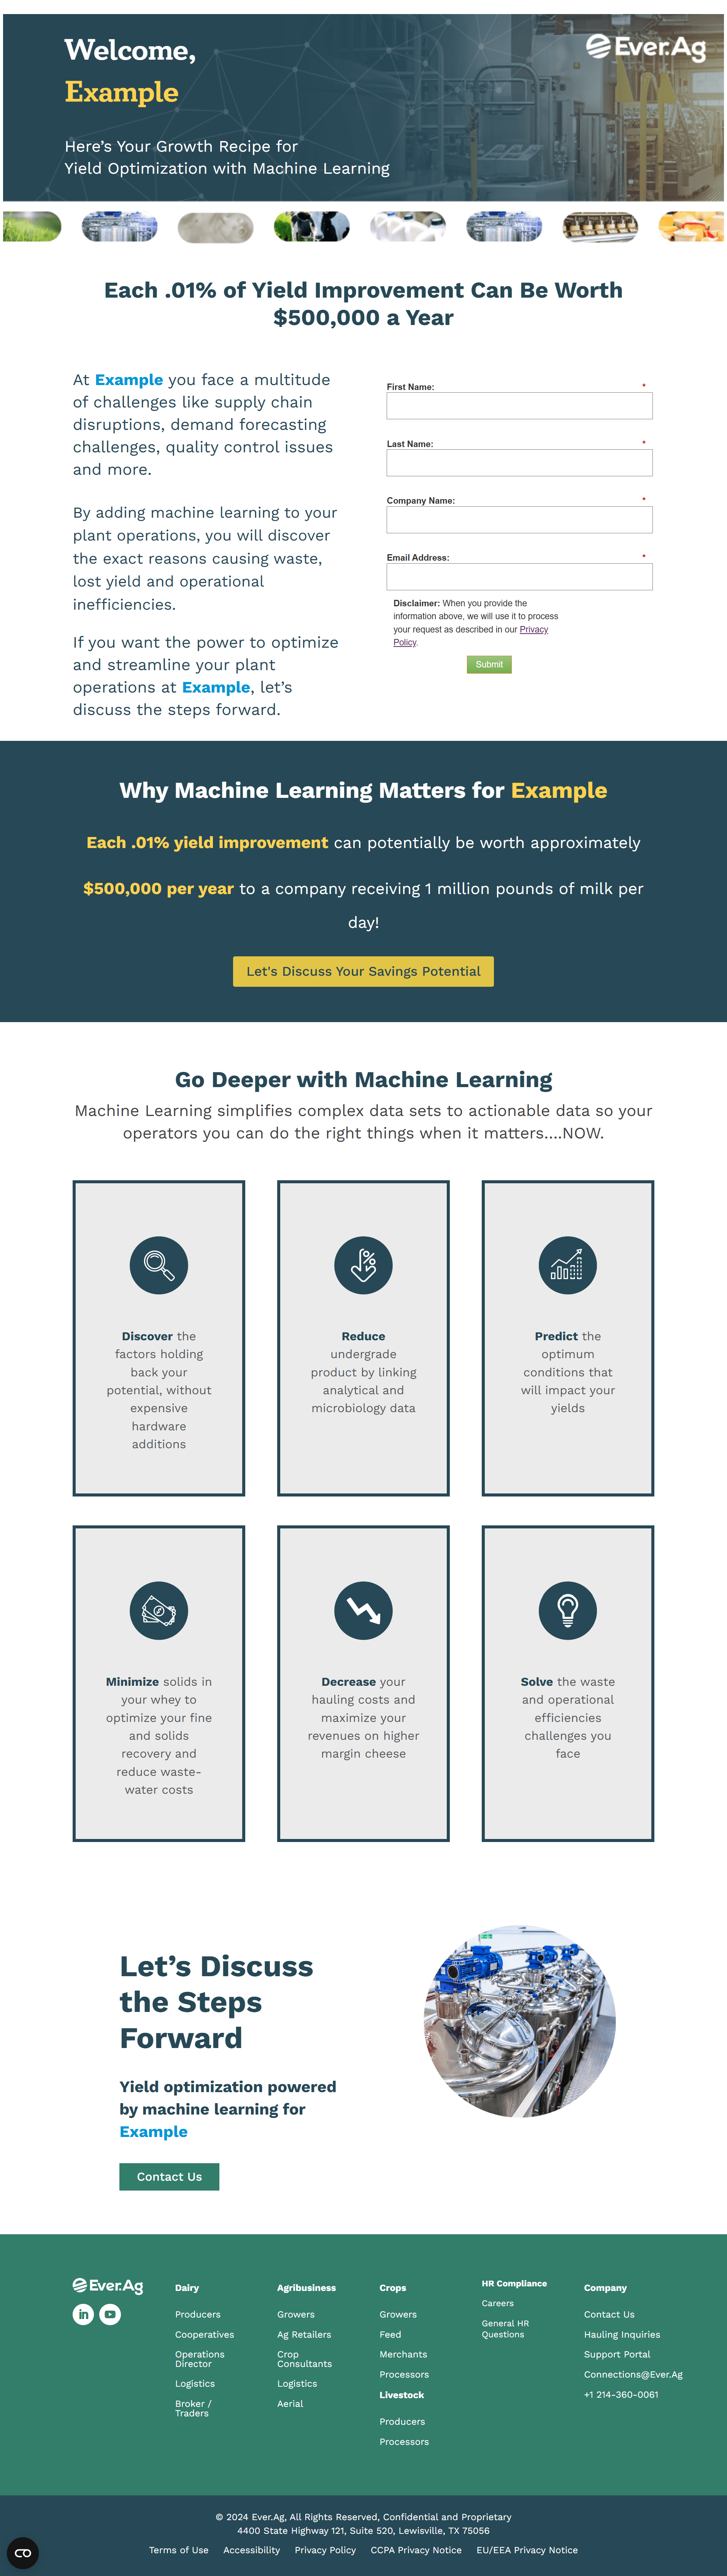 Welcome,
Example
Ever.Ag
Here's Your Growth Recipe for
Yield Optimization with Machine Learning
Each .01% of Yield Improvement Can Be Worth
$500,000 a Year
At Example you face a multitude
of challenges like supply chain
disruptions, demand forecasting
challenges, quality control issues
and more.
By adding machine learning to your
plant operations, you will discover
the exact reasons causing waste,
lost yield and operational
inefficiencies.
If you want the power to optimize
and streamline your plant
operations at Example, let's
discuss the steps forward.
First Name: *
Last Name: *
Company Name: *
Email Address: *
Disclaimer: When you provide the
information above, we will use it to process
your request as described in our Privacy
Policy.
Submit
Why Machine Learning Matters for Example
Each .01% yield improvement can potentially be worth approximately
$500,000 per year to a company receiving 1 million pounds of milk per
day!
Let's Discuss Your Savings Potential
Go Deeper with Machine Learning
Machine Learning simplifies complex data sets to actionable data so your
operators you can do the right things when it matters....NOW.
Discover the
factors holding
back your
potential, without
expensive
hardware
additions
Reduce
undergrade
product by linking
analytical and
microbiology data
Predict the
optimum
conditions that
will impact your
yields
Minimize solids in
your whey to
optimize your fine
and solids
recovery and
reduce waste-
water costs
Decrease your
hauling costs and
maximize your
revenues on higher
margin cheese
Solve the waste
and operational
efficiencies
challenges you
face
Let's Discuss
the Steps
Forward
Yield optimization powered
by machine learning for
Example
Contact Us
Ever.Ag
in
Dairy
Producers
Cooperatives
Operations
Director
Logistics
Broker /
Traders
Agribusiness
Growers
Ag Retailers
Crop
Consultants
Logistics
Aerial
Crops
Growers
Feed
Merchants
Processors
Livestock
Producers
Processors
HR Compliance
Careers
General HR
Questions
Company
Contact Us
Hauling Inquiries
Support Portal
Connections@Ever.Ag
+1 214-360-0061
© 2024 Ever.Ag, All Rights Reserved, Confidential and Proprietary
4400 State Highway 121, Suite 520, Lewisville, TX 75056
Terms of Use Accessibility Privacy Policy CCPA Privacy Notice EU/EEA Privacy Notice